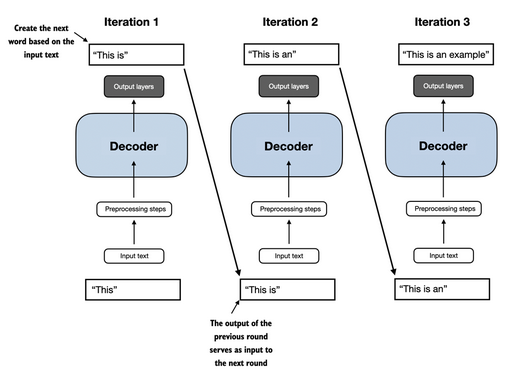 Iteration 1
Iteration 2
Iteration 3
Create the next
word based on the
input text
“This is”
“This is an”
“This is an example”
Output layers
Output layers
Output layers
Decoder
Decoder
Decoder
Preprocessing steps
Preprocessing steps
Preprocessing steps
Input text
Input text
Input text
“This”
“This is”
“This is an”
The output of the
previous round
serves as input to
the next round